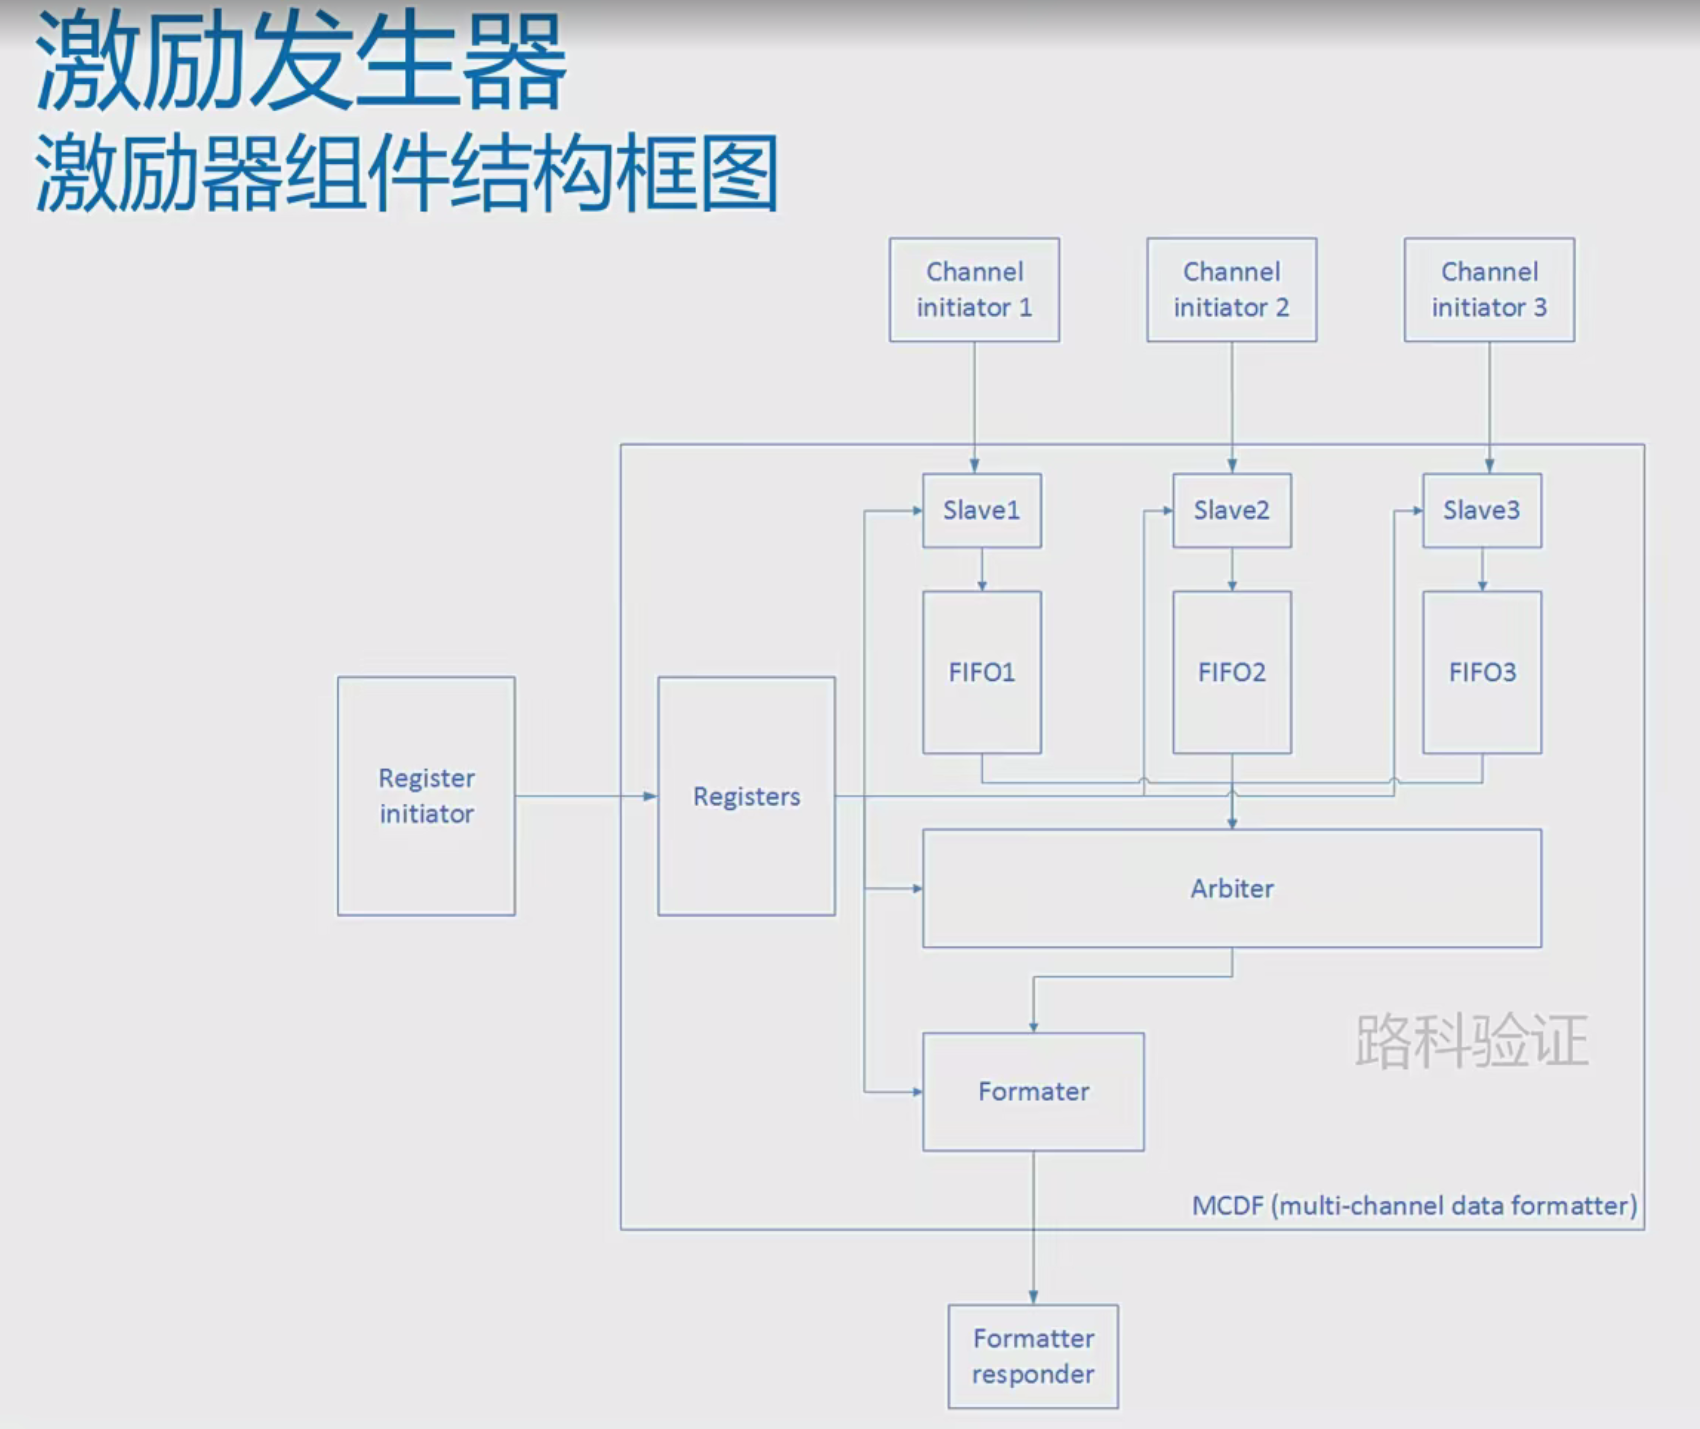 激励发生器
激励器组件结构框图
Channel
initiator 1
Channel
initiator 2
Channel
initiator 3
Slave1
Slave2
Slave3
FIFO1
FIFO2
FIFO3
Register
initiator
Registers
Arbiter
路科验证
Formater
MCDF (multi-channel data formatter)
Formatter
responder